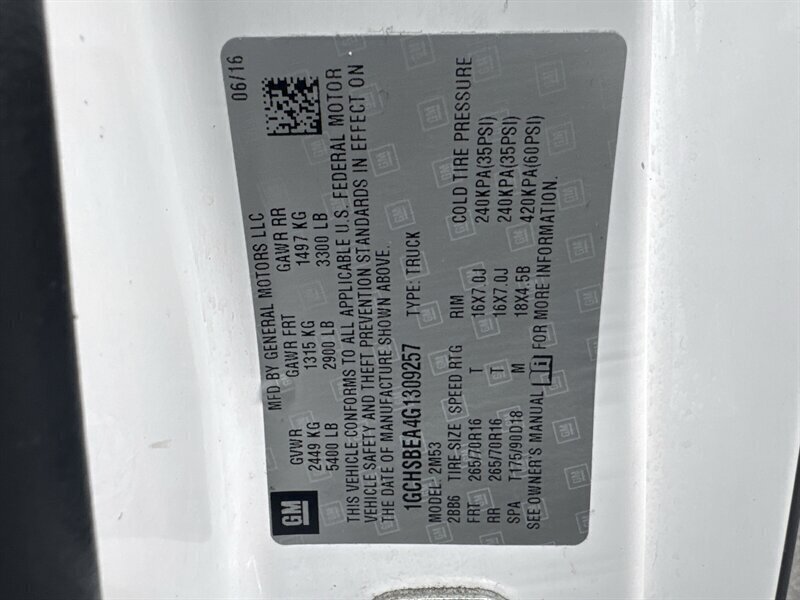 MFD BY GENERAL MOTORS LLC 06/16
GVWR GAWR FRT GAWR RR
2449 KG 1315 KG 1497 KG
5400 LB 2900 LB 3300 LB
GM
THIS VEHICLE CONFORMS TO ALL APPLICABLE U.S. FEDERAL MOTOR
VEHICLE SAFETY AND THEFT PREVENTION STANDARDS IN EFFECT ON
THE DATE OF MANUFACTURE SHOWN ABOVE.
1GCHSBEA4G1309257 TYPE: TRUCK
MODEL: 2M53
2BB6 TIRE SIZE SPEED RTG RIM COLD TIRE PRESSURE
FRT 265/70R16 T 16X7.0J 240KPA(35PSI)
RR 265/70R16 T 16X7.0J 240KPA(35PSI)
SPA T175/90D18 M 18X4.5B 420KPA(60PSI)
SEE OWNER'S MANUAL FOR MORE INFORMATION.